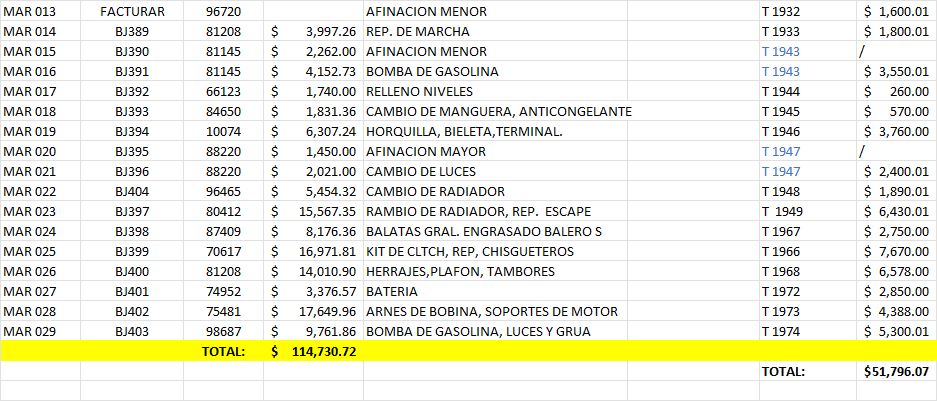 MAR 013 FACTURAR 96720 AFINACION MENOR T 1932 $ 1,600.01
MAR 014 BJ389 81208 $ 3,997.26 REP. DE MARCHA T 1933 $ 1,800.01
MAR 015 BJ390 81145 $ 2,262.00 AFINACION MENOR T 1943 /
MAR 016 BJ391 81145 $ 4,152.73 BOMBA DE GASOLINA T 1943 $ 3,550.01
MAR 017 BJ392 66123 $ 1,740.00 RELLENO NIVELES T 1944 $ 260.00
MAR 018 BJ393 84650 $ 1,831.36 CAMBIO DE MANGUERA, ANTICONGELANTE T 1945 $ 570.00
MAR 019 BJ394 10074 $ 6,307.24 HORQUILLA, BIELETA,TERMINAL. T 1946 $ 3,760.00
MAR 020 BJ395 88220 $ 1,450.00 AFINACION MAYOR T 1947 /
MAR 021 BJ396 88220 $ 2,021.00 CAMBIO DE LUCES T 1947 $ 2,400.01
MAR 022 BJ404 96465 $ 5,454.32 CAMBIO DE RADIADOR T 1948 $ 1,890.01
MAR 023 BJ397 80412 $ 15,567.35 RAMBIO DE RADIADOR, REP. ESCAPE T 1949 $ 6,430.01
MAR 024 BJ398 87409 $ 8,176.36 BALATAS GRAL. ENGRASADO BALERO S T 1967 $ 2,750.00
MAR 025 BJ399 70617 $ 16,971.81 KIT DE CLTCH, REP, CHISGUETEROS T 1966 $ 7,670.00
MAR 026 BJ400 81208 $ 14,010.90 HERRAJES,PLAFON, TAMBORES T 1968 $ 6,578.00
MAR 027 BJ401 74952 $ 3,376.57 BATERIA T 1972 $ 2,850.00
MAR 028 BJ402 75481 $ 17,649.96 ARNES DE BOBINA, SOPORTES DE MOTOR T 1973 $ 4,388.00
MAR 029 BJ403 98687 $ 9,761.86 BOMBA DE GASOLINA, LUCES Y GRUA T 1974 $ 5,300.01
TOTAL: $ 114,730.72
TOTAL: $51,796.07